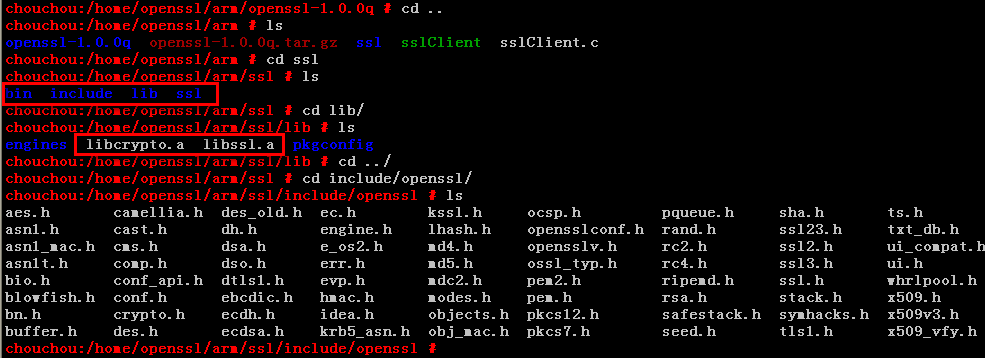 chouchou:/home/openssl/arm/openssl-1.0.0q # cd ..
chouchou:/home/openssl/arm # ls
openssl-1.0.0q openssl-1.0.0q.tar.gz ssl sslClient sslClient.c
chouchou:/home/openssl/arm # cd ssl
chouchou:/home/openssl/arm/ssl # ls
bin include lib ssl
chouchou:/home/openssl/arm/ssl # cd lib/
chouchou:/home/openssl/arm/ssl/lib # ls
engines libcrypto.a libssl.a pkgconfig
chouchou:/home/openssl/arm/ssl/lib # cd ../
chouchou:/home/openssl/arm/ssl # cd include/openssl/
chouchou:/home/openssl/arm/ssl/include/openssl # ls
aes.h camellia.h des_old.h ec.h kssl.h ocsp.h pqueue.h sha.h ts.h
asn1.h cast.h dh.h engine.h lhash.h opensslconf.h rand.h ssl23.h txt_db.h
asn1_mac.h cms.h dsa.h e_os2.h md4.h opensslv.h rc2.h ssl2.h ui_compat.h
asn1t.h comp.h dso.h err.h md5.h ossl_typ.h rc4.h ssl3.h ui.h
bio.h conf_api.h dtls1.h evp.h mdc2.h pem2.h ripemd.h ssl.h whrlpool.h
blowfish.h conf.h ebcdic.h hmac.h modes.h pem.h rsa.h stack.h x509.h
bn.h crypto.h ecdh.h idea.h objects.h pkcs12.h safestack.h symhacks.h x509v3.h
buffer.h des.h ecdsa.h krb5_asn.h obj_mac.h pkcs7.h seed.h tls1.h x509_vfy.h
chouchou:/home/openssl/arm/ssl/include/openssl #